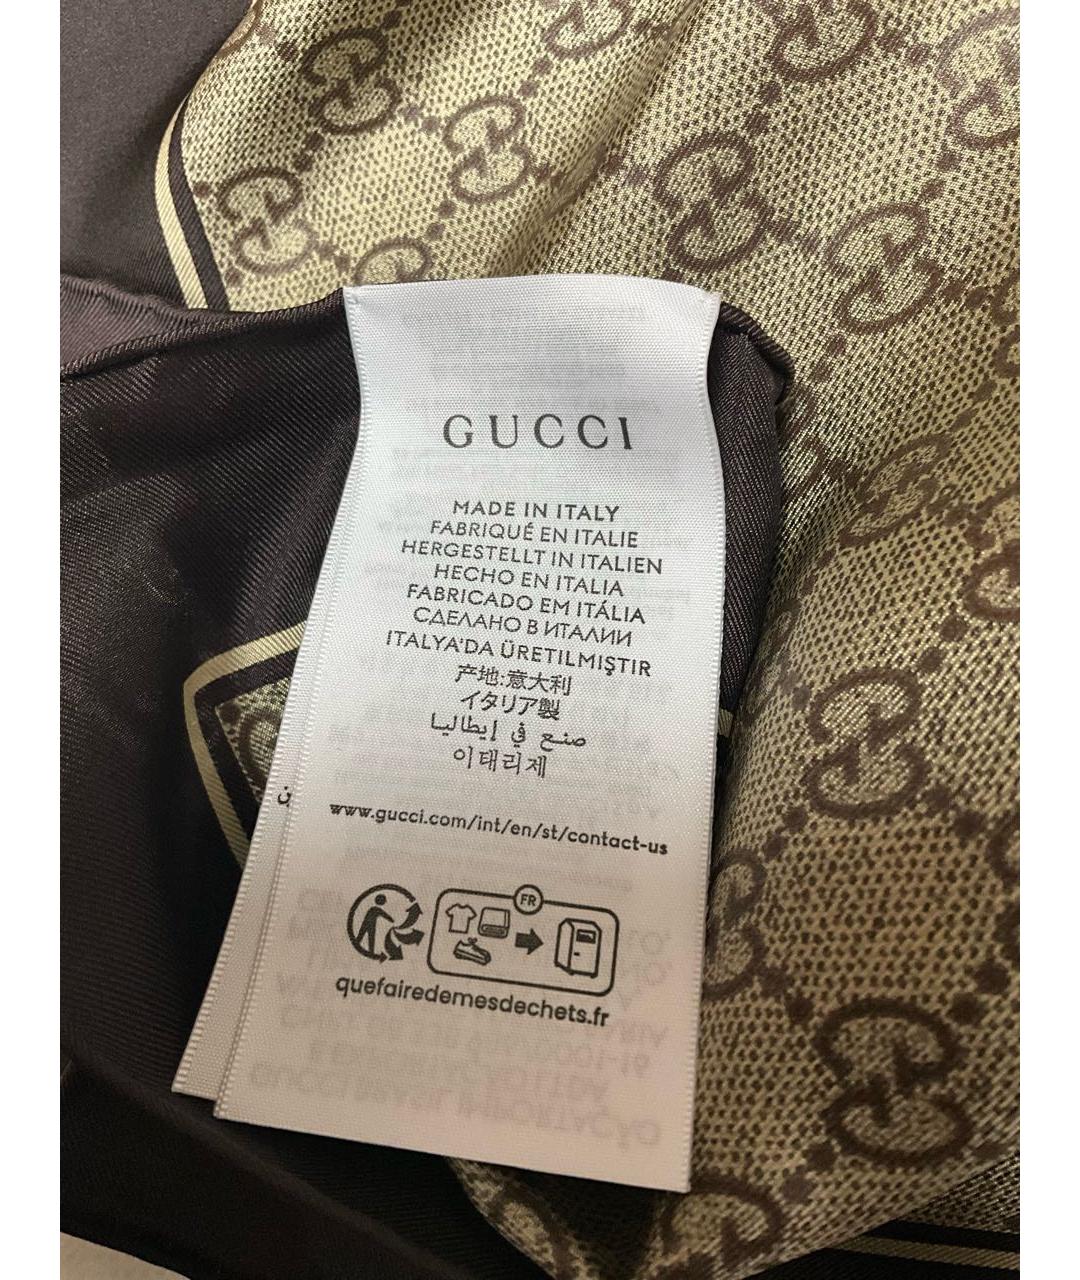 GUCCI
MADE IN ITALY
FABRIQUÉ EN ITALIE
HERGESTELLT IN ITALIEN
HECHO EN ITALIA
FABRICADO EM ITÁLIA
СДЕЛАНО В ИТАЛИИ
ITALYA'DA ÜRETILMIŞTIR
产地:意大利
イタリア製
صنع في إيطاليا
이태리제
www.gucci.com/int/en/st/contact-us
FR
quefairedemesdechets.fr